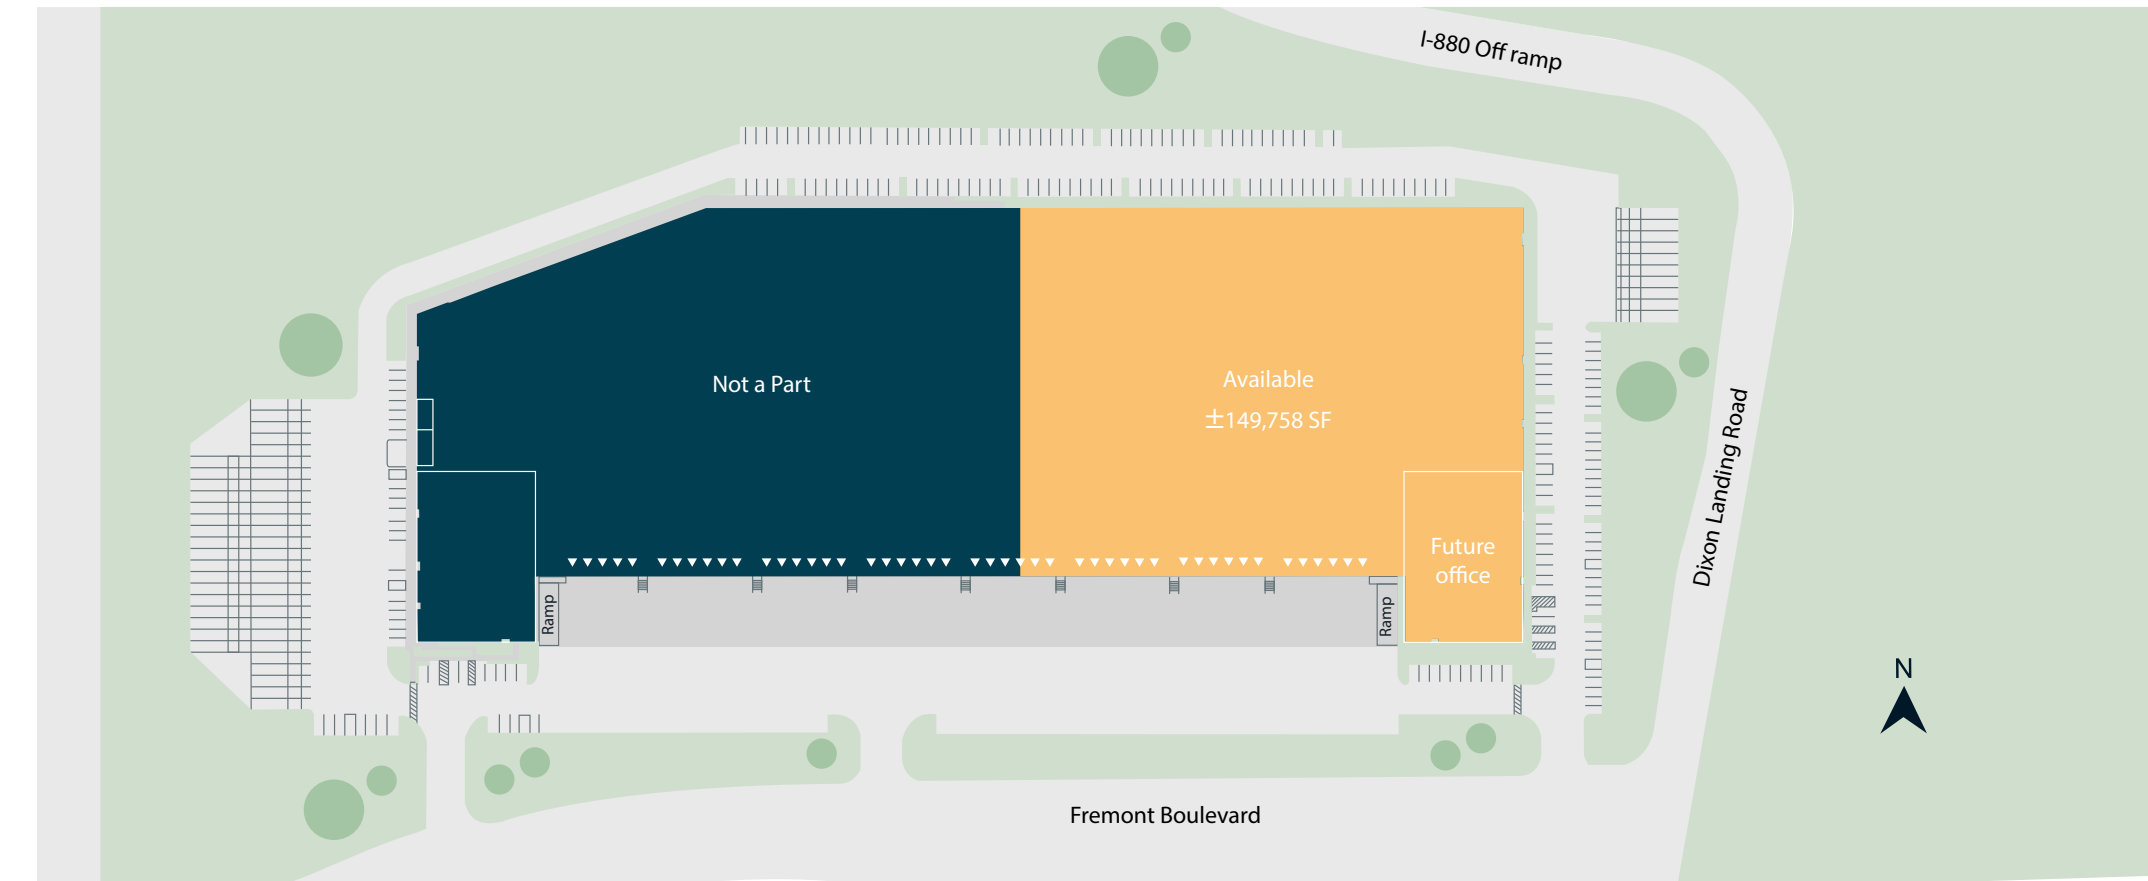 I-880 Off ramp
Not a Part
Available
±149,758 SF
Dixon Landing Road
Future
office
Ramp
Ramp
N
Fremont Boulevard